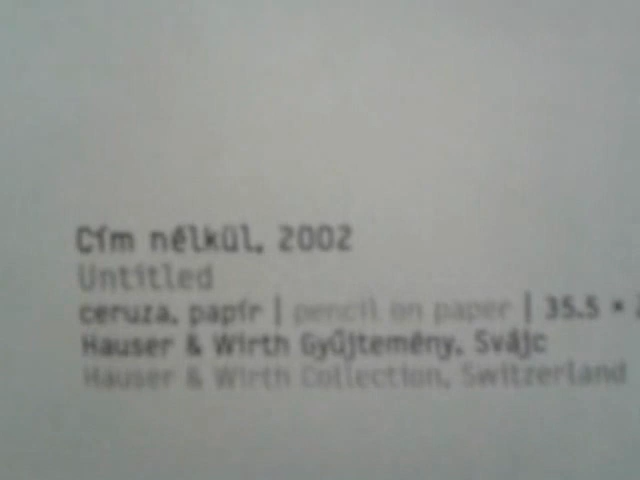 Cím nélkül, 2002
Untitled
ceruza, papír | pencil on paper | 35.5 ×
Hauser & Wirth Gyűjtemény, Svájc
Hauser & Wirth Collection, Switzerland